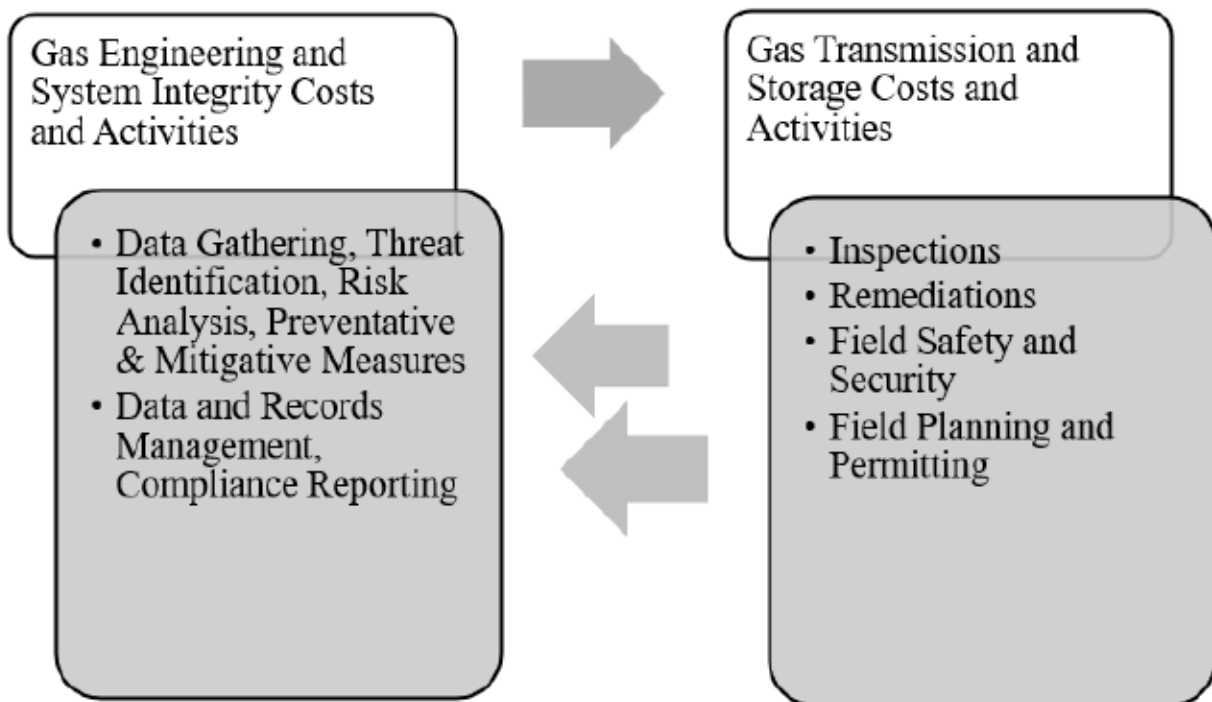 Gas Engineering and
System Integrity Costs
and Activities
• Data Gathering, Threat
Identification, Risk
Analysis, Preventative
& Mitigative Measures
• Data and Records
Management,
Compliance Reporting
Gas Transmission and
Storage Costs and
Activities
• Inspections
• Remediations
• Field Safety and
Security
• Field Planning and
Permitting